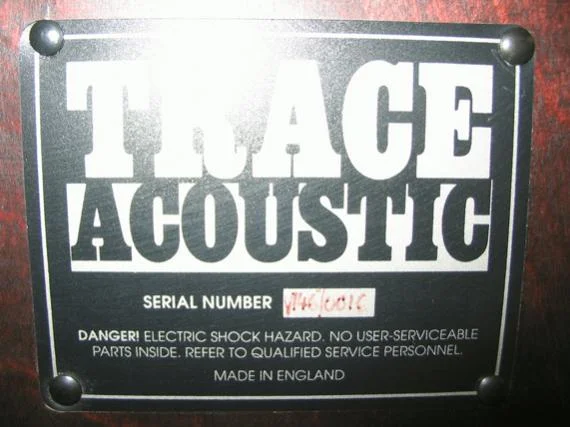 TRACE
ACOUSTIC
SERIAL NUMBER
DANGER! ELECTRIC SHOCK HAZARD. NO USER-SERVICEABLE
PARTS INSIDE. REFER TO QUALIFIED SERVICE PERSONNEL.
MADE IN ENGLAND